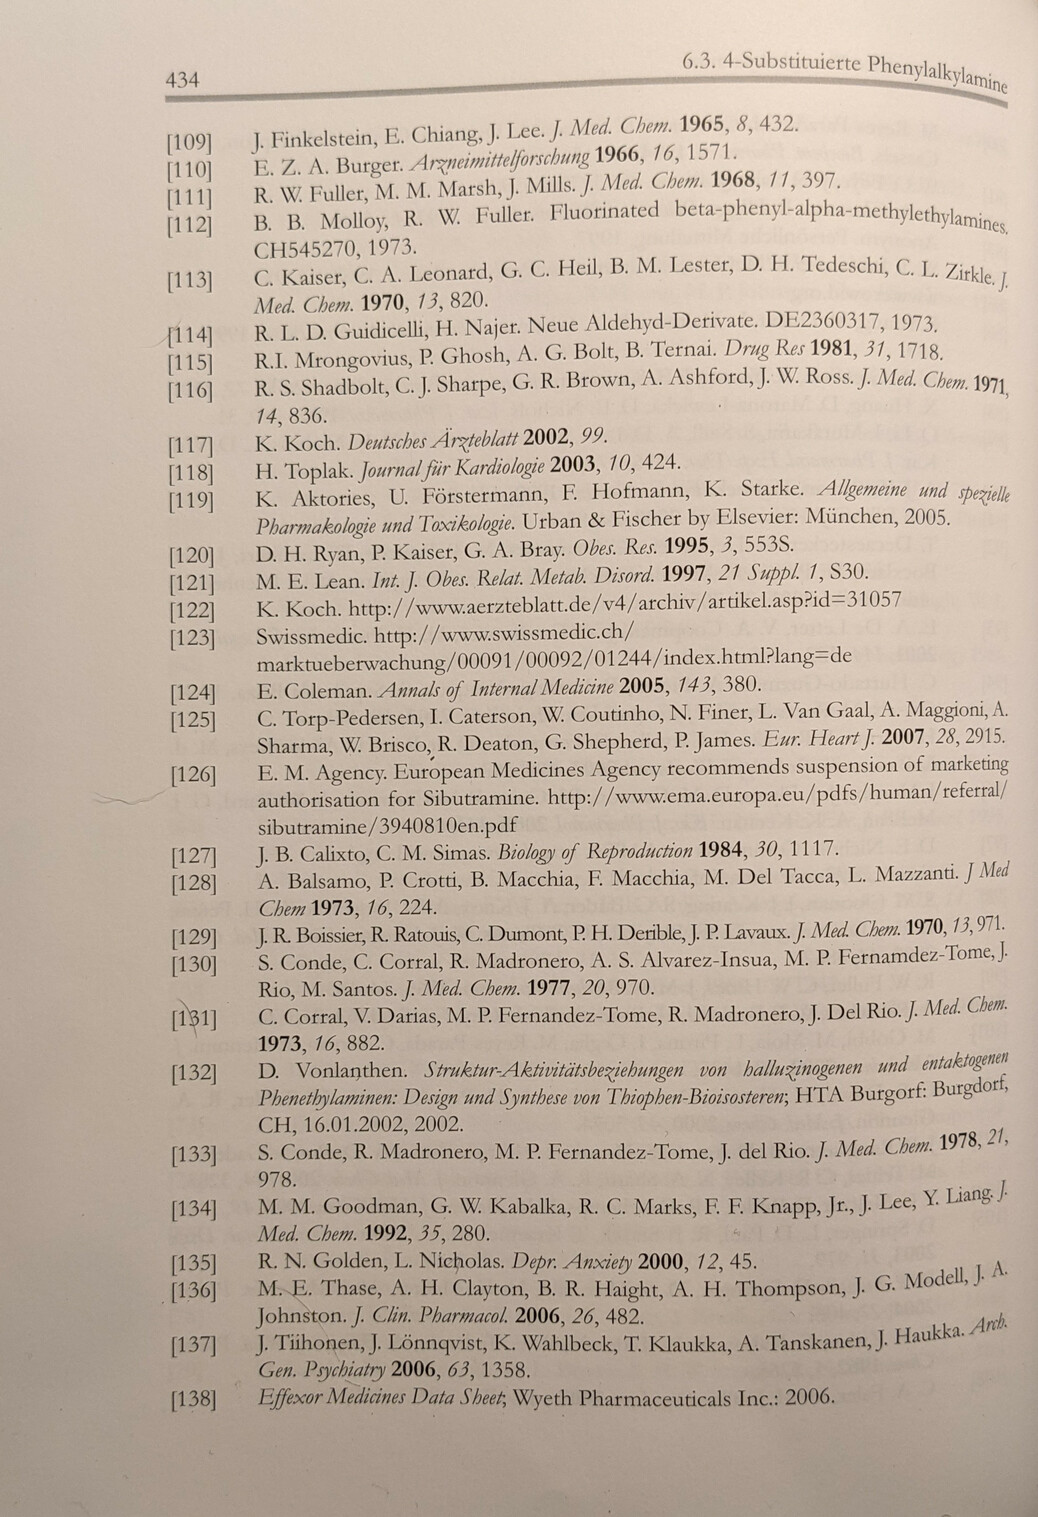 434
6.3. 4-Substituierte Phenylalkylamine
[109] J. Finkelstein, E. Chiang, J. Lee. J. Med. Chem. 1965, 8, 432.
[110] E. Z. A. Burger. Arzneimittelforschung 1966, 16, 1571.
[111] R. W. Fuller, M. M. Marsh, J. Mills. J. Med. Chem. 1968, 11, 397.
[112] B. B. Molloy, R. W. Fuller. Fluorinated beta-phenyl-alpha-methylethylamines,
CH545270, 1973.
[113] C. Kaiser, C. A. Leonard, G. C. Heil, B. M. Lester, D. H. Tedeschi, C. L. Zirkle. J.
Med. Chem. 1970, 13, 820.
[114] R. L. D. Guidicelli, H. Najer. Neue Aldehyd-Derivate. DE2360317, 1973.
[115] R.I. Mrongovius, P. Ghosh, A. G. Bolt, B. Ternai. Drug Res 1981, 31, 1718.
[116] R. S. Shadbolt, C. J. Sharpe, G. R. Brown, A. Ashford, J. W. Ross. J. Med. Chem. 1971,
14, 836.
[117] K. Koch. Deutsches Ärzteblatt 2002, 99.
[118] H. Toplak. Journal für Kardiologie 2003, 10, 424.
[119] K. Aktories, U. Förstermann, F. Hofmann, K. Starke. Allgemeine und spezielle
Pharmakologie und Toxikologie. Urban & Fischer by Elsevier: München, 2005.
[120] D. H. Ryan, P. Kaiser, G. A. Bray. Obes. Res. 1995, 3, 553S.
[121] M. E. Lean. Int. J. Obes. Relat. Metab. Disord. 1997, 21 Suppl. 1, S30.
[122] K. Koch. http://www.aerzteblatt.de/v4/archiv/artikel.asp?id=31057
[123] Swissmedic. http://www.swissmedic.ch/
marktueberwachung/00091/00092/01244/index.html?lang=de
[124] E. Coleman. Annals of Internal Medicine 2005, 143, 380.
[125] C. Torp-Pedersen, I. Caterson, W. Coutinho, N. Finer, L. Van Gaal, A. Maggioni, A.
Sharma, W. Brisco, R. Deaton, G. Shepherd, P. James. Eur. Heart J. 2007, 28, 2915.
[126] E. M. Agency. European Medicines Agency recommends suspension of marketing
authorisation for Sibutramine. http://www.ema.europa.eu/pdfs/human/referral/
sibutramine/3940810en.pdf
[127] J. B. Calixto, C. M. Simas. Biology of Reproduction 1984, 30, 1117.
[128] A. Balsamo, P. Crotti, B. Macchia, F. Macchia, M. Del Tacca, L. Mazzanti. J Med
Chem 1973, 16, 224.
[129] J. R. Boissier, R. Ratouis, C. Dumont, P. H. Derible, J. P. Lavaux. J. Med. Chem. 1970, 13, 971.
[130] S. Conde, C. Corral, R. Madronero, A. S. Alvarez-Insua, M. P. Fernamdez-Tome, J.
Rio, M. Santos. J. Med. Chem. 1977, 20, 970.
[131] C. Corral, V. Darias, M. P. Fernandez-Tome, R. Madronero, J. Del Rio. J. Med. Chem.
1973, 16, 882.
[132] D. Vonlanthen. Struktur-Aktivitätsbeziehungen von halluzinogenen und entaktogenen
Phenethylaminen: Design und Synthese von Thiophen-Bioisosteren; HTA Burgorf: Burgdorf,
CH, 16.01.2002, 2002.
[133] S. Conde, R. Madronero, M. P. Fernandez-Tome, J. del Rio. J. Med. Chem. 1978, 21,
978.
[134] M. M. Goodman, G. W. Kabalka, R. C. Marks, F. F. Knapp, Jr., J. Lee, Y. Liang. J.
Med. Chem. 1992, 35, 280.
[135] R. N. Golden, L. Nicholas. Depr. Anxiety 2000, 12, 45.
[136] M. E. Thase, A. H. Clayton, B. R. Haight, A. H. Thompson, J. G. Modell, J. A.
Johnston. J. Clin. Pharmacol. 2006, 26, 482.
[137] J. Tiihonen, J. Lönnqvist, K. Wahlbeck, T. Klaukka, A. Tanskanen, J. Haukka. Arch.
Gen. Psychiatry 2006, 63, 1358.
[138] Effexor Medicines Data Sheet; Wyeth Pharmaceuticals Inc.: 2006.